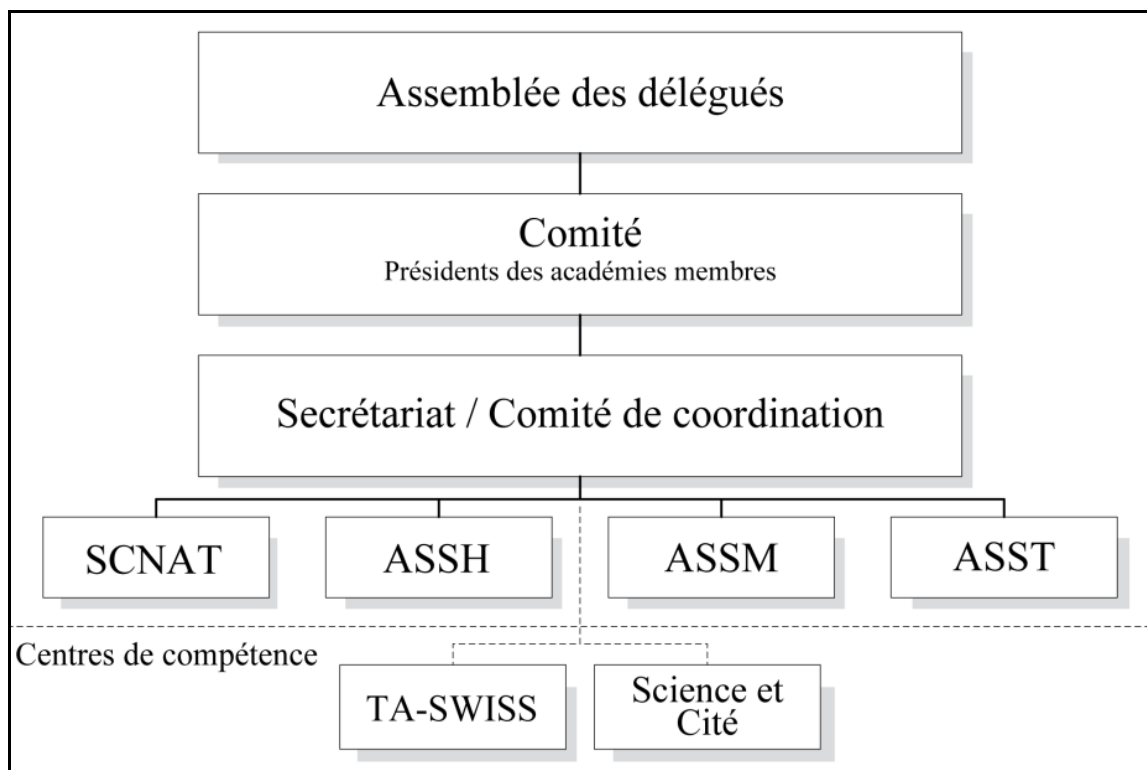 Assemblée des délégués
Comité
Présidents des académies membres
Secrétariat / Comité de coordination
SCNAT
ASSH
ASSM
ASST
Centres de compétence
TA-SWISS
Science et
Cité